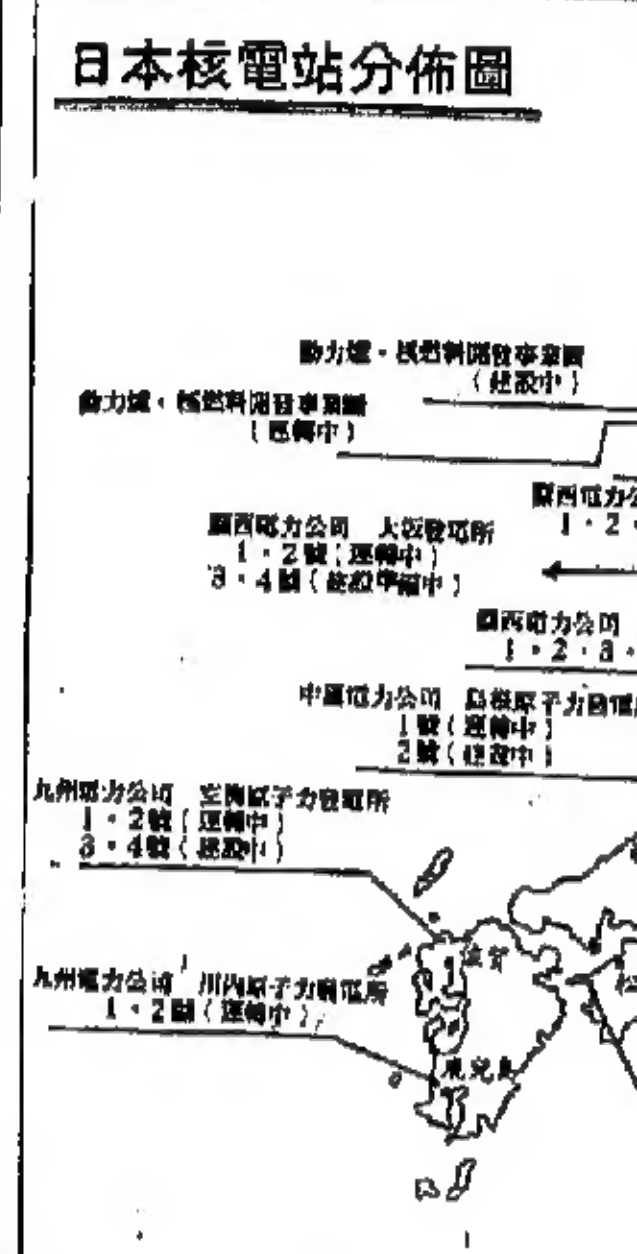 日本核電站分佈圖
動力爐・核燃料開發事業團
(建設中)
動力爐・核燃料開發事業團
(運轉中)
關西電力公司 大飯發電所
1・2號(運轉中)
3・4號(建設準備中)
關西電力公
1・2・
關西電力公司
1・2・3・
中國電力公司 島根原子力發電
1號(運轉中)
2號(建設中)
九州電力公司 玄海原子力發電所
1・2號(運轉中)
3・4號(建設中)
佐賀
松
九州電力公司 川內原子力發電所
1・2號(運轉中)
鹿兒島